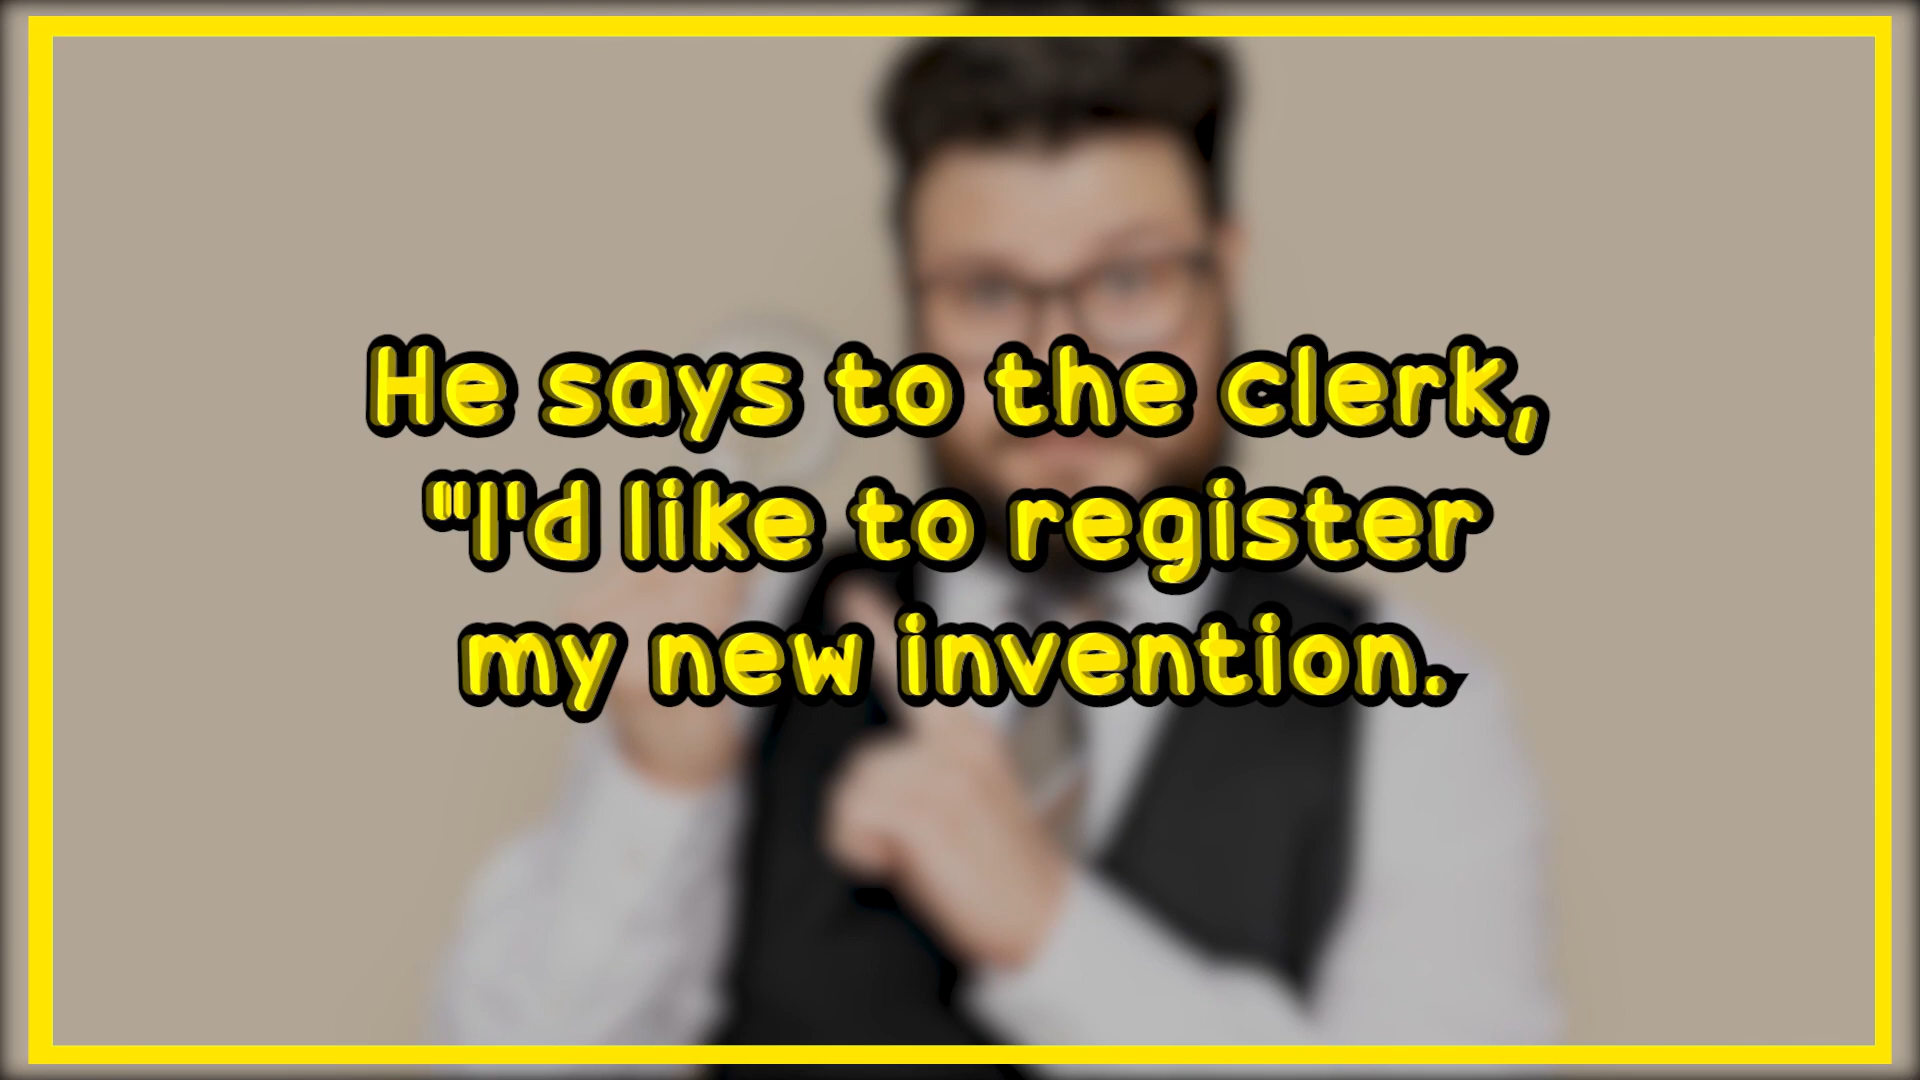 He says to the clerk,
"I'd like to register
my new invention.